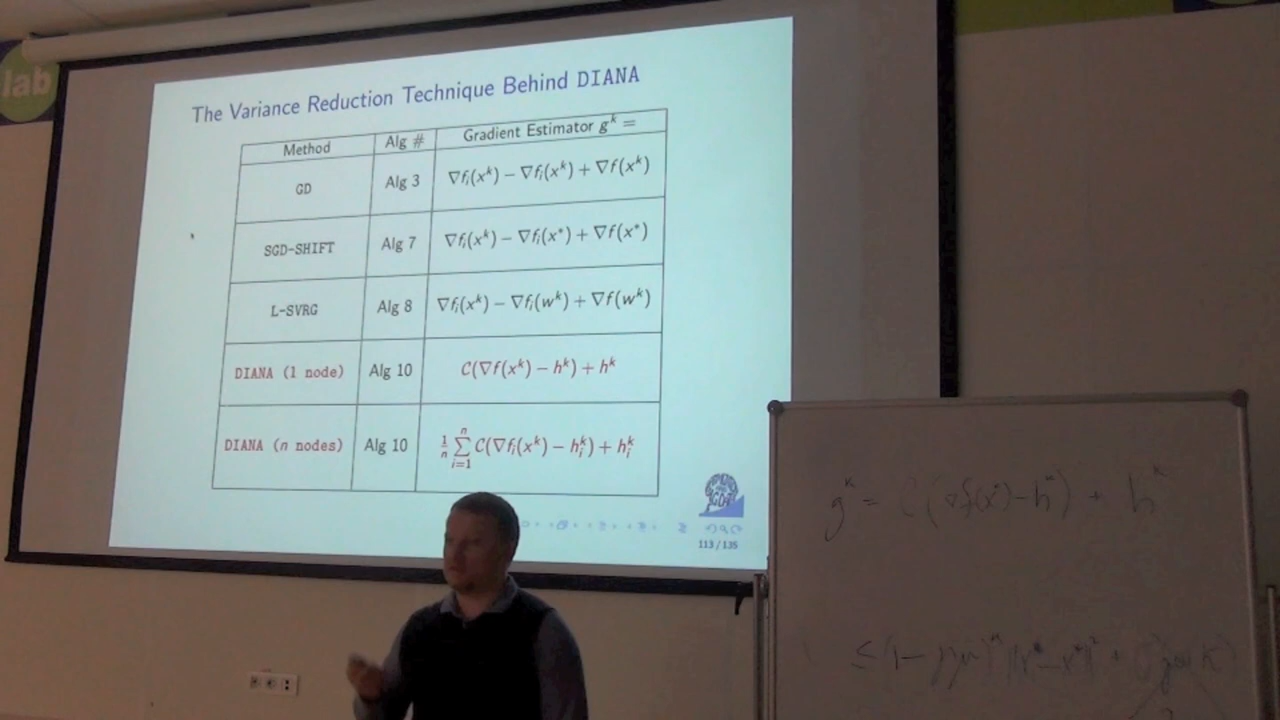 lab
The Variance Reduction Technique Behind DIANA
Method Alg # Gradient Estimator g^k =
GD Alg 3 ∇f_i(x^k) − ∇f_i(x^k) + ∇f(x^k)
SGD-SHIFT Alg 7 ∇f_i(x^k) − ∇f_i(x^*) + ∇f(x^*)
L-SVRG Alg 8 ∇f_i(x^k) − ∇f_i(w^k) + ∇f(w^k)
DIANA (1 node) Alg 10 C(∇f(x^k) − h^k) + h^k
DIANA (n nodes) Alg 10 1/n ∑_{i=1}^n C(∇f_i(x^k) − h_i^k) + h_i^k
113 / 135
g^k = C(∇f(x^k) − h^k) + h^k